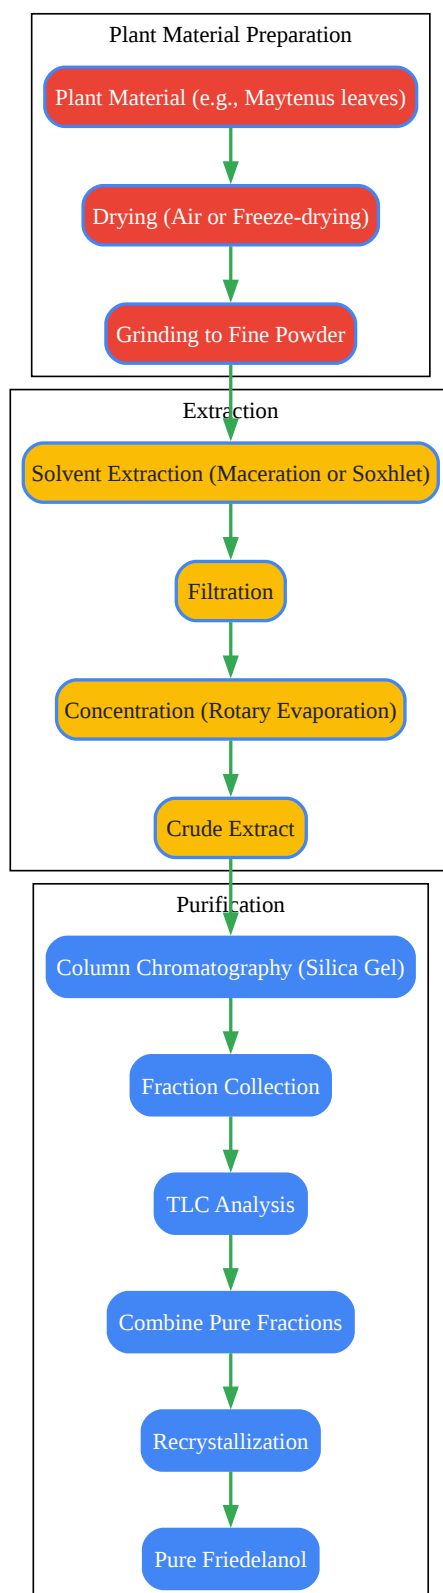 Plant Material Preparation
Plant Material (e.g., Maytenus leaves)
Drying (Air or Freeze-drying)
Grinding to Fine Powder
Extraction
Solvent Extraction (Maceration or Soxhlet)
Filtration
Concentration (Rotary Evaporation)
Crude Extract
Purification
Column Chromatography (Silica Gel)
Fraction Collection
TLC Analysis
Combine Pure Fractions
Recrystallization
Pure Friedelanol